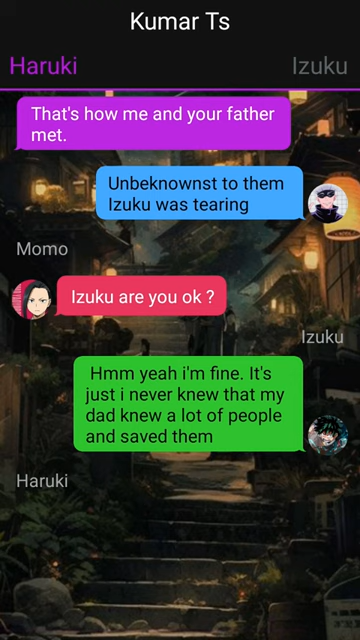 Kumar Ts
Haruki
Izuku
That's how me and your father
met.
Unbeknownst to them
Izuku was tearing
Momo
Izuku are you ok ?
Izuku
Hmm yeah i'm fine. It's
just i never knew that my
dad knew a lot of people
and saved them
Haruki